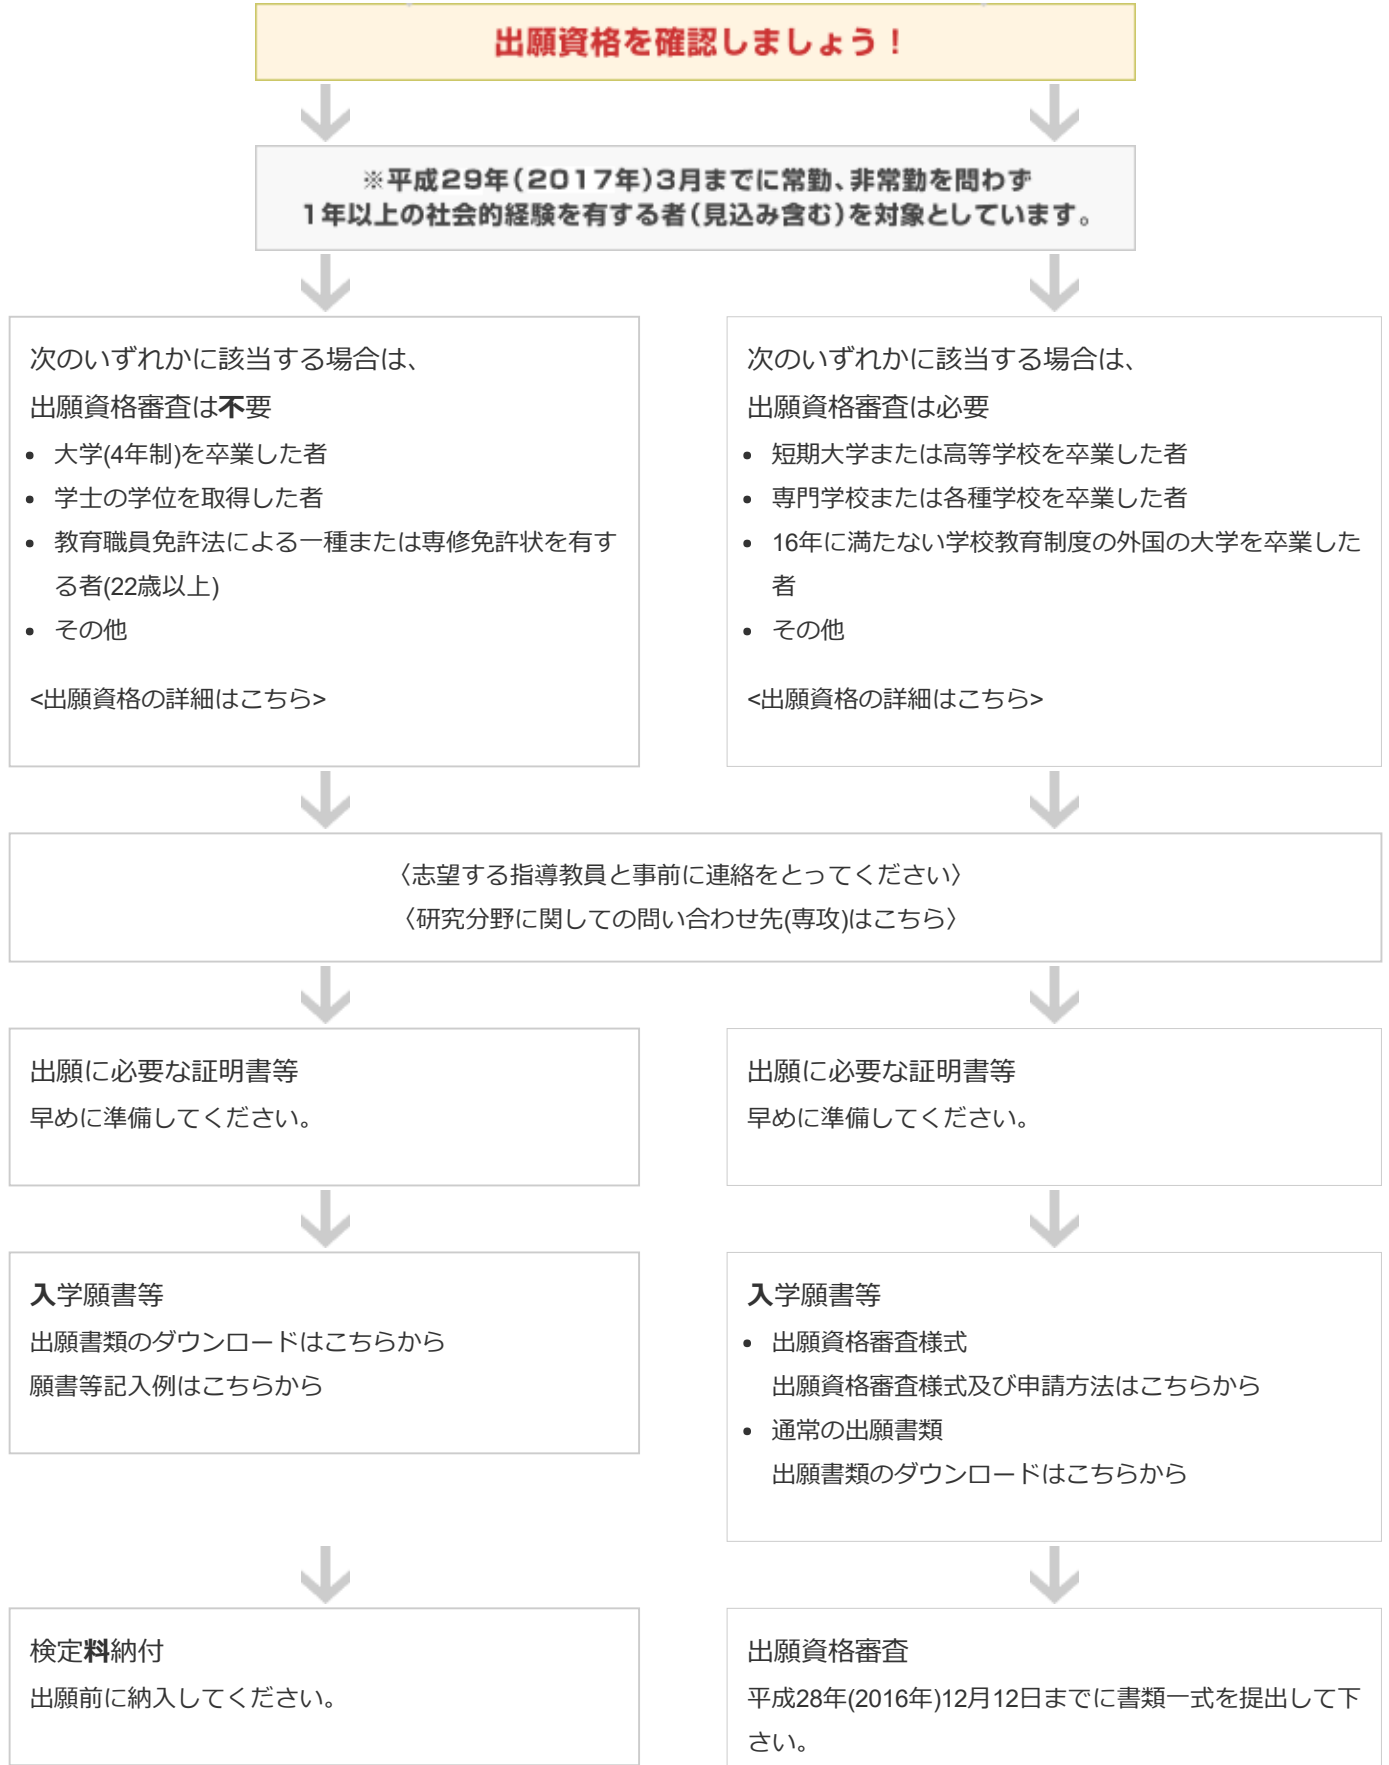 出願資格を確認しましょう！
※平成29年（2017年）3月までに常勤、非常勤を問わず
1年以上の社会的経験を有する者（見込み含む）を対象としています。
次のいずれかに該当する場合は、
出願資格審査は不要
• 大学(4年制)を卒業した者
• 学士の学位を取得した者
• 教育職員免許法による一種または専修免許状を有す
る者(22歳以上)
• その他
<出願資格の詳細はこちら>
次のいずれかに該当する場合は、
出願資格審査は必要
• 短期大学または高等学校を卒業した者
• 専門学校または各種学校を卒業した者
• 16年に満たない学校教育制度の外国の大学を卒業した
者
• その他
<出願資格の詳細はこちら>
〈志望する指導教員と事前に連絡をとってください〉
〈研究分野に関しての問い合わせ先(専攻)はこちら〉
出願に必要な証明書等
早めに準備してください。
出願に必要な証明書等
早めに準備してください。
入学願書等
出願書類のダウンロードはこちらから
願書等記入例はこちらから
入学願書等
• 出願資格審査様式
出願資格審査様式及び申請方法はこちらから
• 通常の出願書類
出願書類のダウンロードはこちらから
検定料納付
出願前に納入してください。
出願資格審査
平成28年(2016年)12月12日までに書類一式を提出して下
さい。